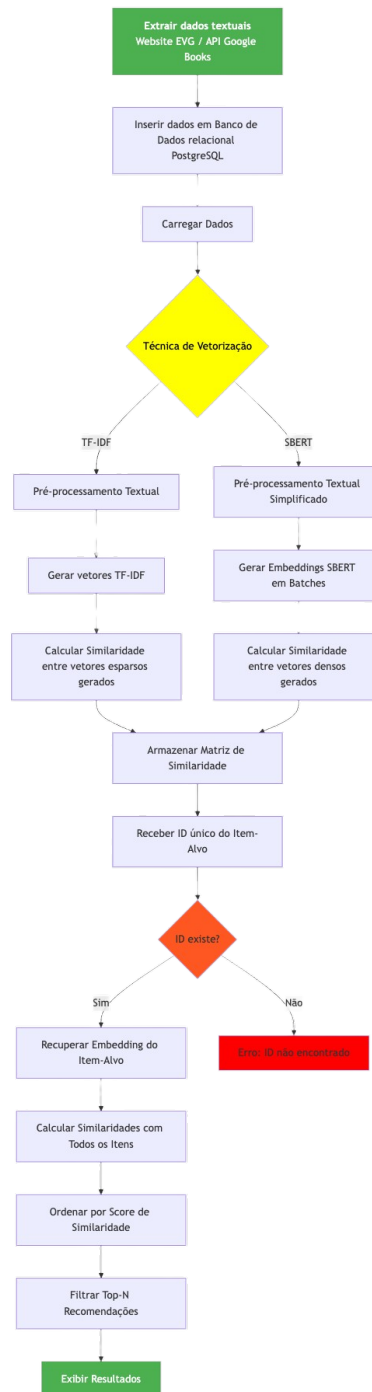 Extrair dados textuais
Website EVG / API Google
Books
Inserir dados em Banco de
Dados relacional
PostgreSQL
Carregar Dados
Técnica de Vetorização
TF-IDF
SBERT
Pré-processamento Textual
Pré-processamento Textual
Simplificado
Gerar vetores TF-IDF
Gerar Embeddings SBERT
em Batches
Calcular Similaridade
entre vetores esparsos
gerados
Calcular Similaridade
entre vetores densos
gerados
Armazenar Matriz de
Similaridade
Receber ID único do Item-
Alvo
ID existe?
Sim
Não
Recuperar Embedding do
Item-Alvo
Erro: ID não encontrado
Calcular Similaridades com
Todos os Itens
Ordenar por Score de
Similaridade
Filtrar Top-N
Recomendações
Exibir Resultados